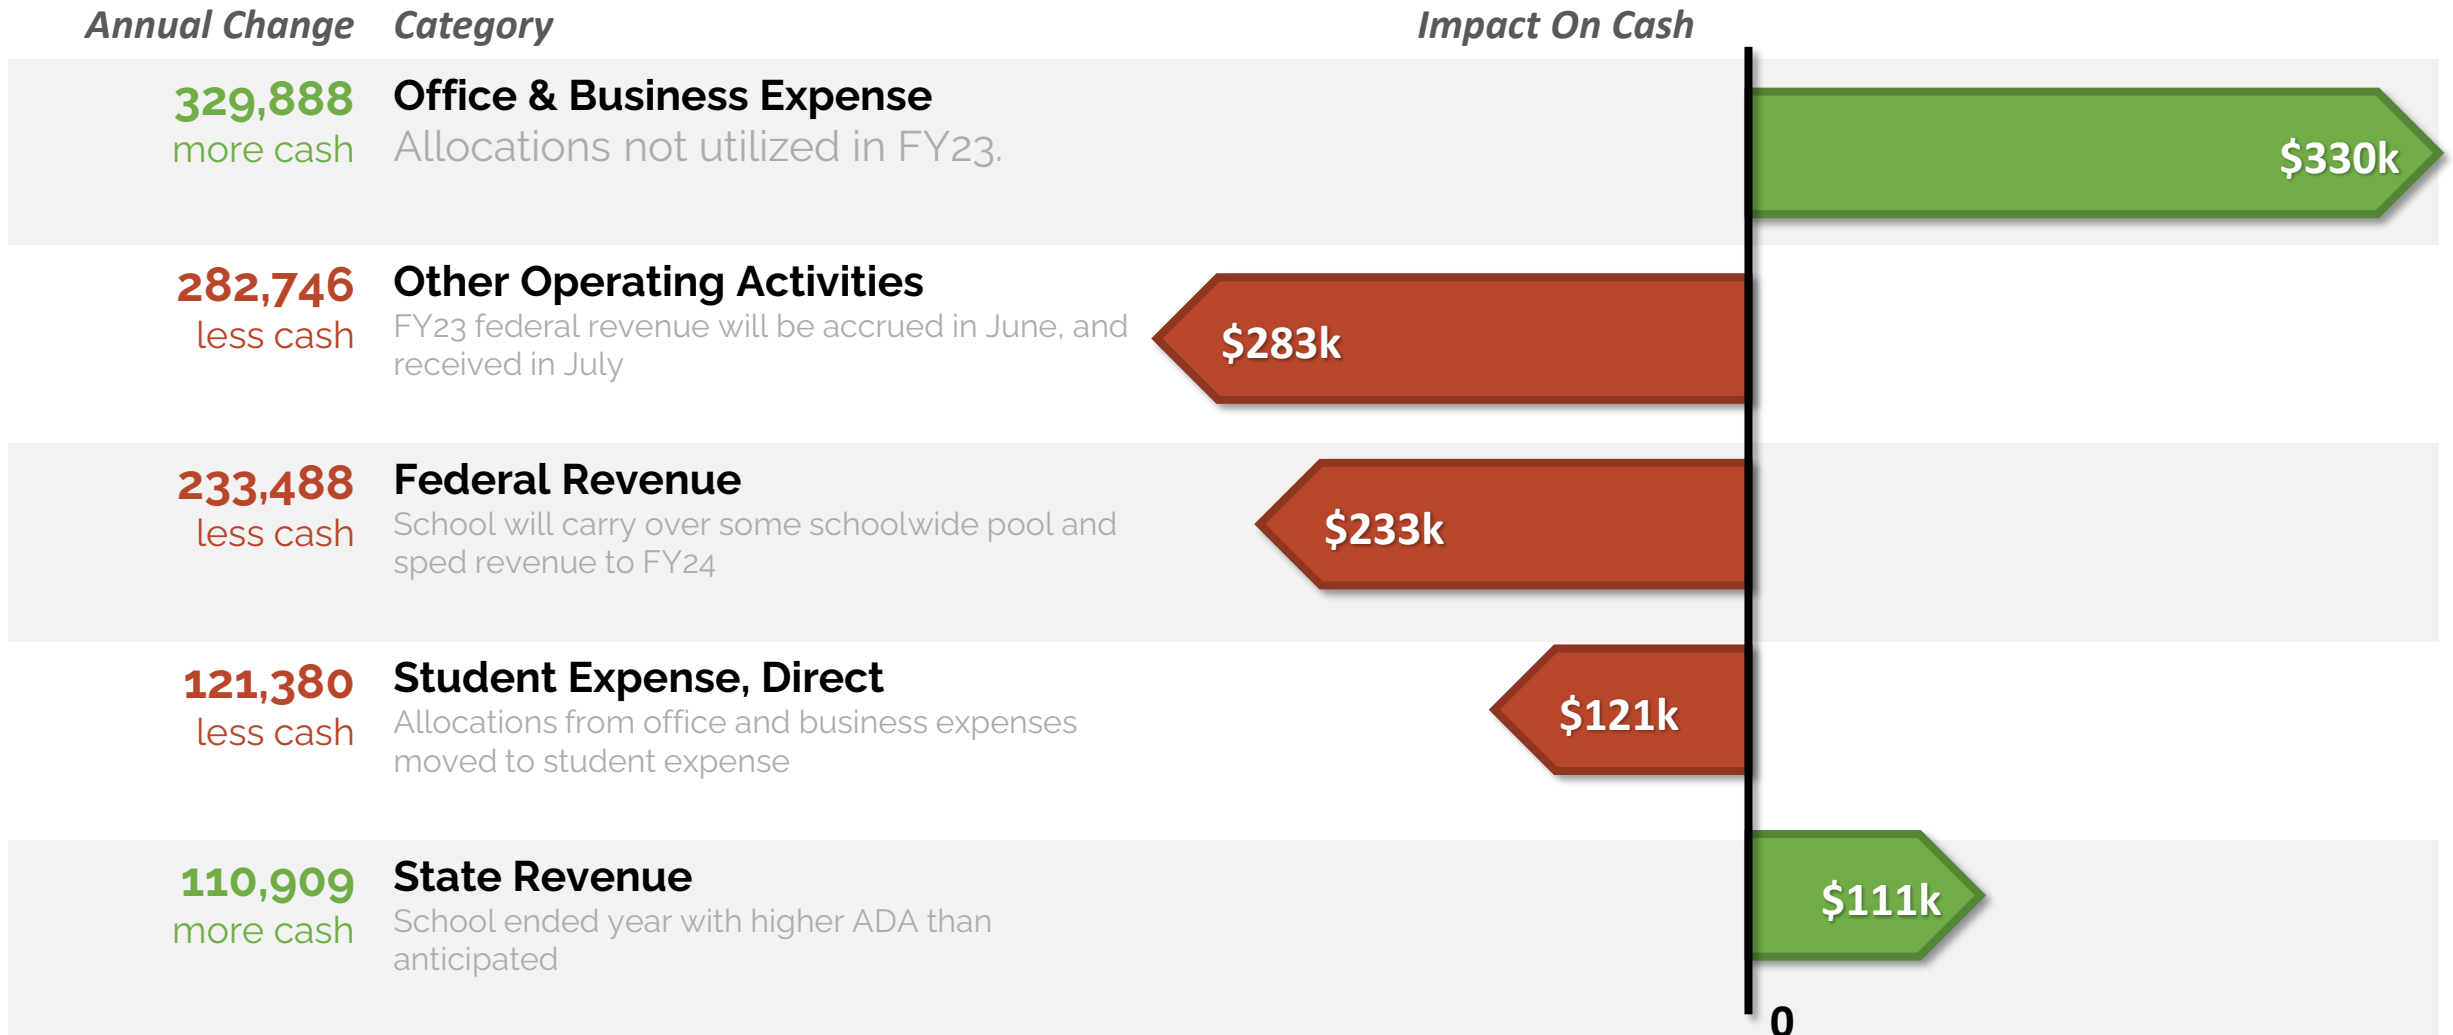 Annual Change Category Impact On Cash
329,888 Office & Business Expense
more cash Allocations not utilized in FY23.
$330k
282,746 Other Operating Activities
less cash FY23 federal revenue will be accrued in June, and
received in July
$283k
233,488 Federal Revenue
less cash School will carry over some schoolwide pool and
sped revenue to FY24
$233k
121,380 Student Expense, Direct
less cash Allocations from office and business expenses
moved to student expense
$121k
110,909 State Revenue
more cash School ended year with higher ADA than
anticipated
$111k
0